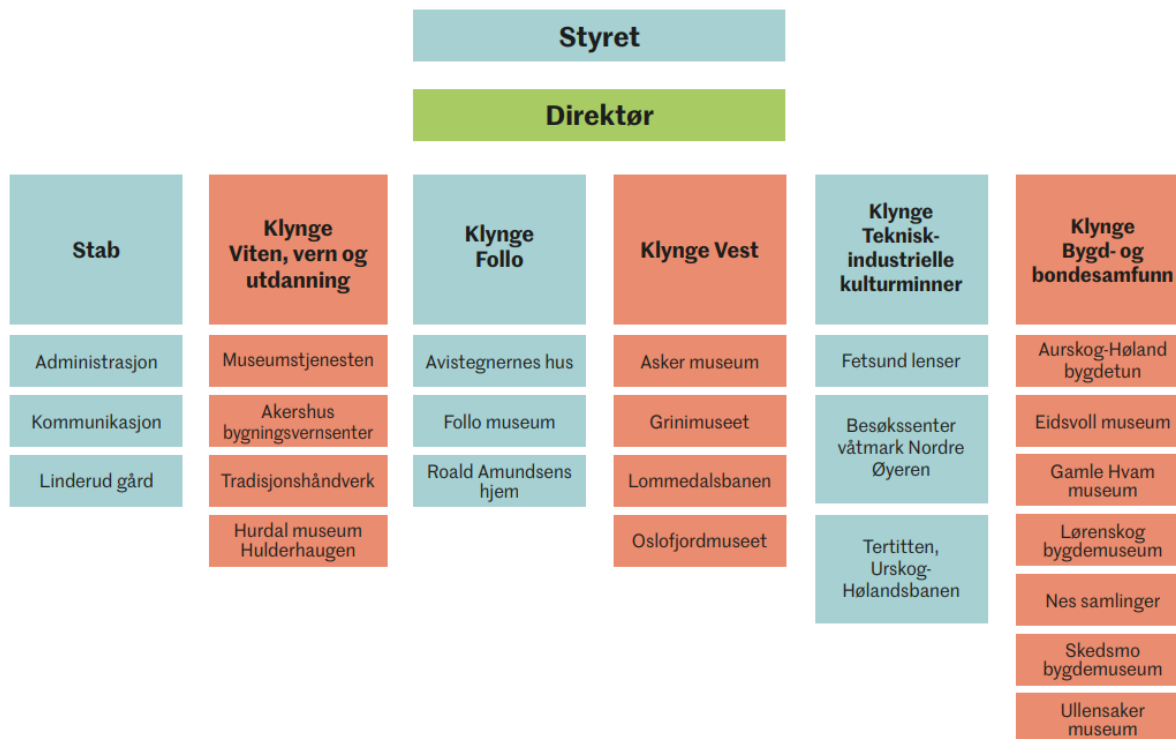 Styret
Direktør
Stab
Administrasjon
Kommunikasjon
Linderud gård
Klynge
Viten, vern og
utdanning
Museumstjenesten
Akershus
bygningsvernsenter
Tradisjonshåndverk
Hurdal museum
Hulderhaugen
Klynge
Follo
Avistegnernes hus
Follo museum
Roald Amundsens
hjem
Klynge Vest
Asker museum
Grinimuseet
Lommedalsbanen
Oslofjordmuseet
Klynge
Teknisk-
industrielle
kulturminner
Fetsund lenser
Besøkssenter
våtmark Nordre
Øyeren
Tertitten,
Urskog-
Hølandsbanen
Klynge
Bygd- og
bondesamfunn
Aurskog-Høland
bygdetun
Eidsvoll museum
Gamle Hvam
museum
Lørenskog
bygdemuseum
Nes samlinger
Skedsmo
bygdemuseum
Ullensaker
museum